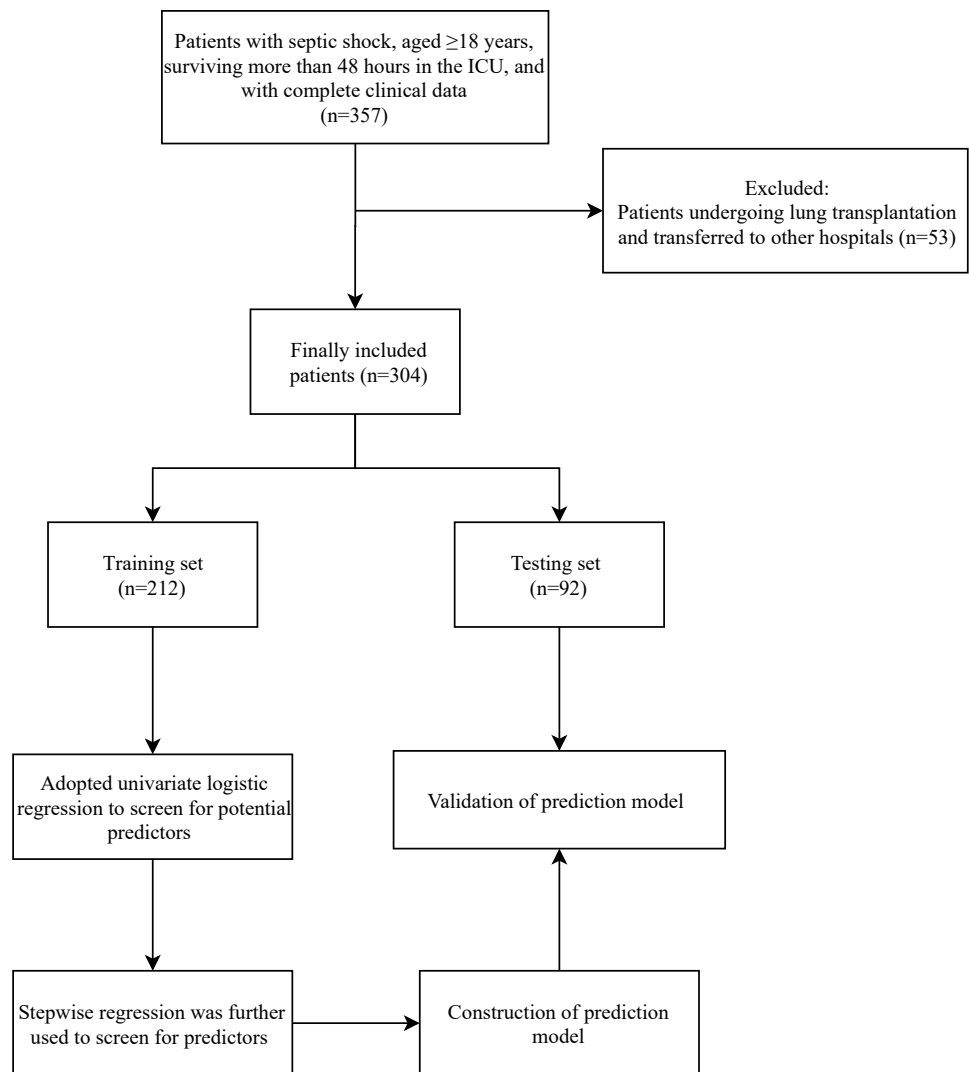 Patients with septic shock, aged ≥18 years,
surviving more than 48 hours in the ICU, and
with complete clinical data
(n=357)
Excluded:
Patients undergoing lung transplantation
and transferred to other hospitals (n=53)
Finally included
patients (n=304)
Training set
(n=212)
Testing set
(n=92)
Adopted univariate logistic
regression to screen for potential
predictors
Validation of prediction model
Stepwise regression was further
used to screen for predictors
Construction of prediction
model